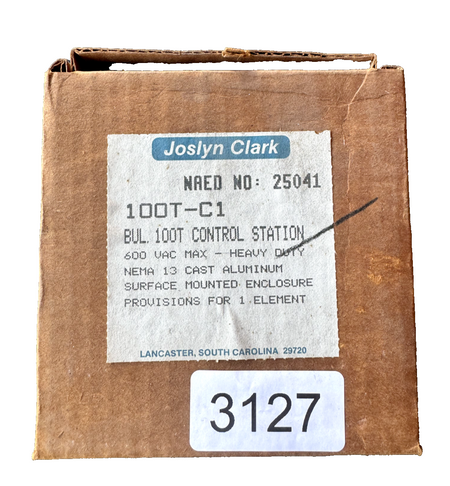 Joslyn Clark
NAED NO: 25041
100T-C1
BUL. 100T CONTROL STATION
600 VAC MAX - HEAVY DUTY
NEMA 13 CAST ALUMINUM
SURFACE MOUNTED ENCLOSURE
PROVISIONS FOR 1 ELEMENT
LANCASTER, SOUTH CAROLINA 29720
3127